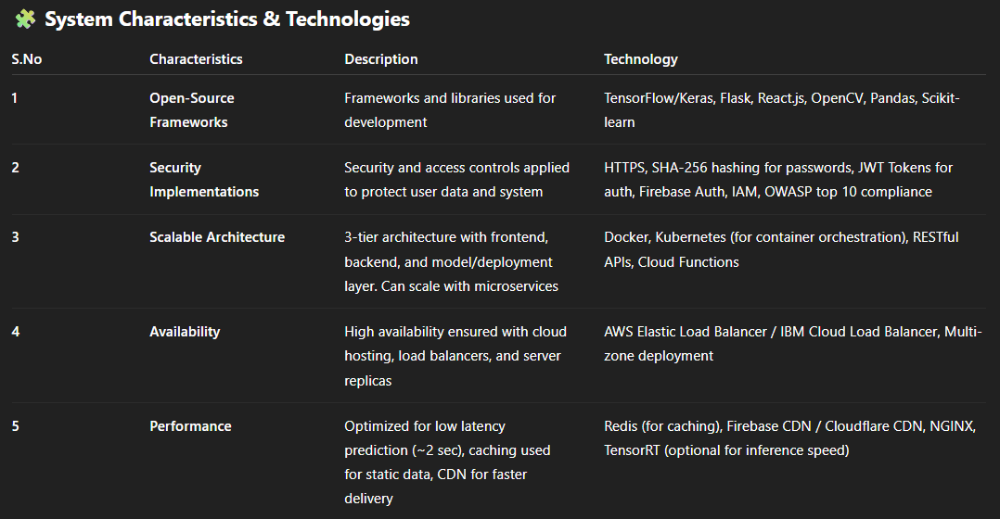 🧩 System Characteristics & Technologies
S.No Characteristics Description Technology
1 Open-Source Frameworks and libraries used for TensorFlow/Keras, Flask, React.js, OpenCV, Pandas, Scikit-
Frameworks development learn
2 Security Security and access controls applied HTTPS, SHA-256 hashing for passwords, JWT Tokens for
Implementations to protect user data and system auth, Firebase Auth, IAM, OWASP top 10 compliance
3 Scalable Architecture 3-tier architecture with frontend, Docker, Kubernetes (for container orchestration), RESTful
backend, and model/deployment APIs, Cloud Functions
layer. Can scale with microservices
4 Availability High availability ensured with cloud AWS Elastic Load Balancer / IBM Cloud Load Balancer, Multi-
hosting, load balancers, and server zone deployment
replicas
5 Performance Optimized for low latency Redis (for caching), Firebase CDN / Cloudflare CDN, NGINX,
prediction (~2 sec), caching used TensorRT (optional for inference speed)
for static data, CDN for faster
delivery